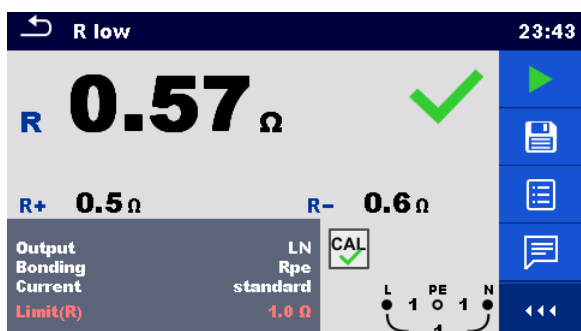 R low 23:43
R 0.57 Ω
R+ 0.5 Ω R- 0.6 Ω
Output LN
Bonding Rpe
Current standard
Limit(R) 1.0 Ω
CAL
L PE N
1 1
1